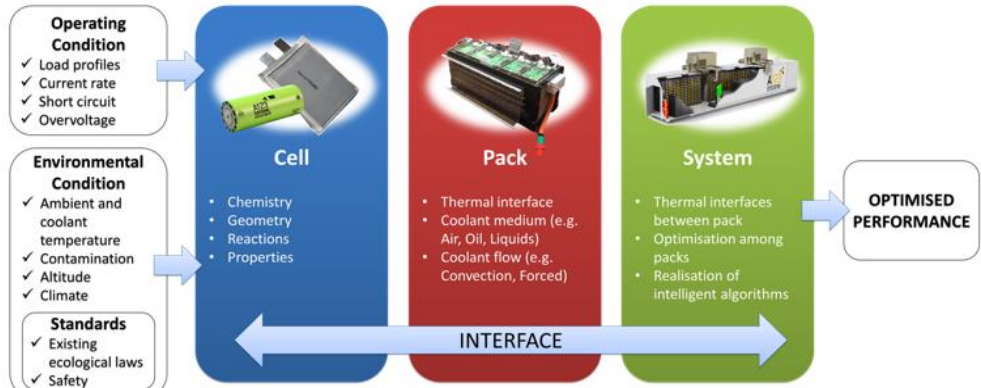 Operating
Condition
✓ Load profiles
✓ Current rate
✓ Short circuit
✓ Overvoltage
Environmental
Condition
✓ Ambient and
coolant
temperature
✓ Contamination
✓ Altitude
✓ Climate
Standards
✓ Existing
ecological laws
✓ Safety
Cell
• Chemistry
• Geometry
• Reactions
• Properties
Pack
• Thermal interface
• Coolant medium (e.g.
Air, Oil, Liquids)
• Coolant flow (e.g.
Convection, Forced)
System
• Thermal interfaces
between pack
• Optimisation among
packs
• Realisation of
intelligent algorithms
INTERFACE
OPTIMISED
PERFORMANCE